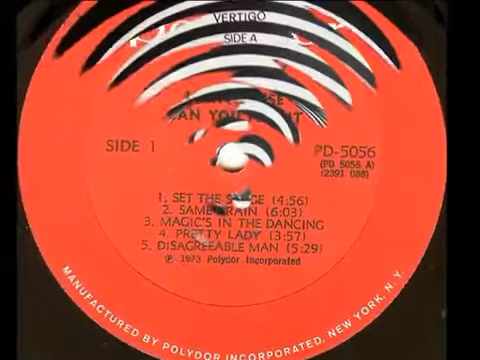 VERTIGO
SIDE A
CAN YOU
SIDE 1
PD-5056
(PD 5056 A)
(2391 088)
1. SET THE (4:56)
2. SAME (6:03)
3. MAGIC'S IN THE DANCING
4. PRETTY LADY (3:57)
5. DISAGREEABLE MAN (5:29)
℗ 1973 Polydor Incorporated
MANUFACTURED BY POLYDOR INCORPORATED, NEW YORK, N.Y.